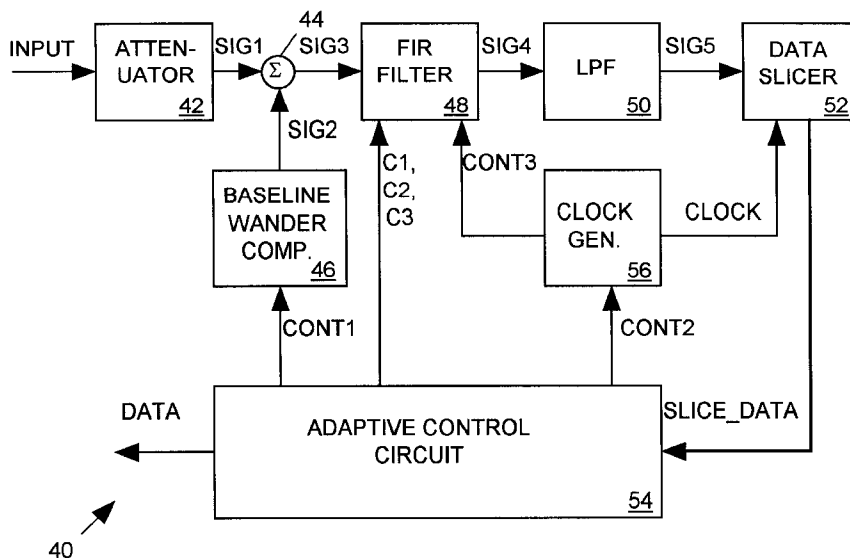 44
INPUT
ATTEN-
UATOR
42
SIG1
Σ
SIG3
FIR
FILTER
48
SIG4
LPF
50
SIG5
DATA
SLICER
52
SIG2
BASELINE
WANDER
COMP.
46
C1,
C2,
C3
CONT3
CLOCK
GEN.
56
CLOCK
CONT1
CONT2
DATA
ADAPTIVE CONTROL
CIRCUIT
54
SLICE_DATA
40